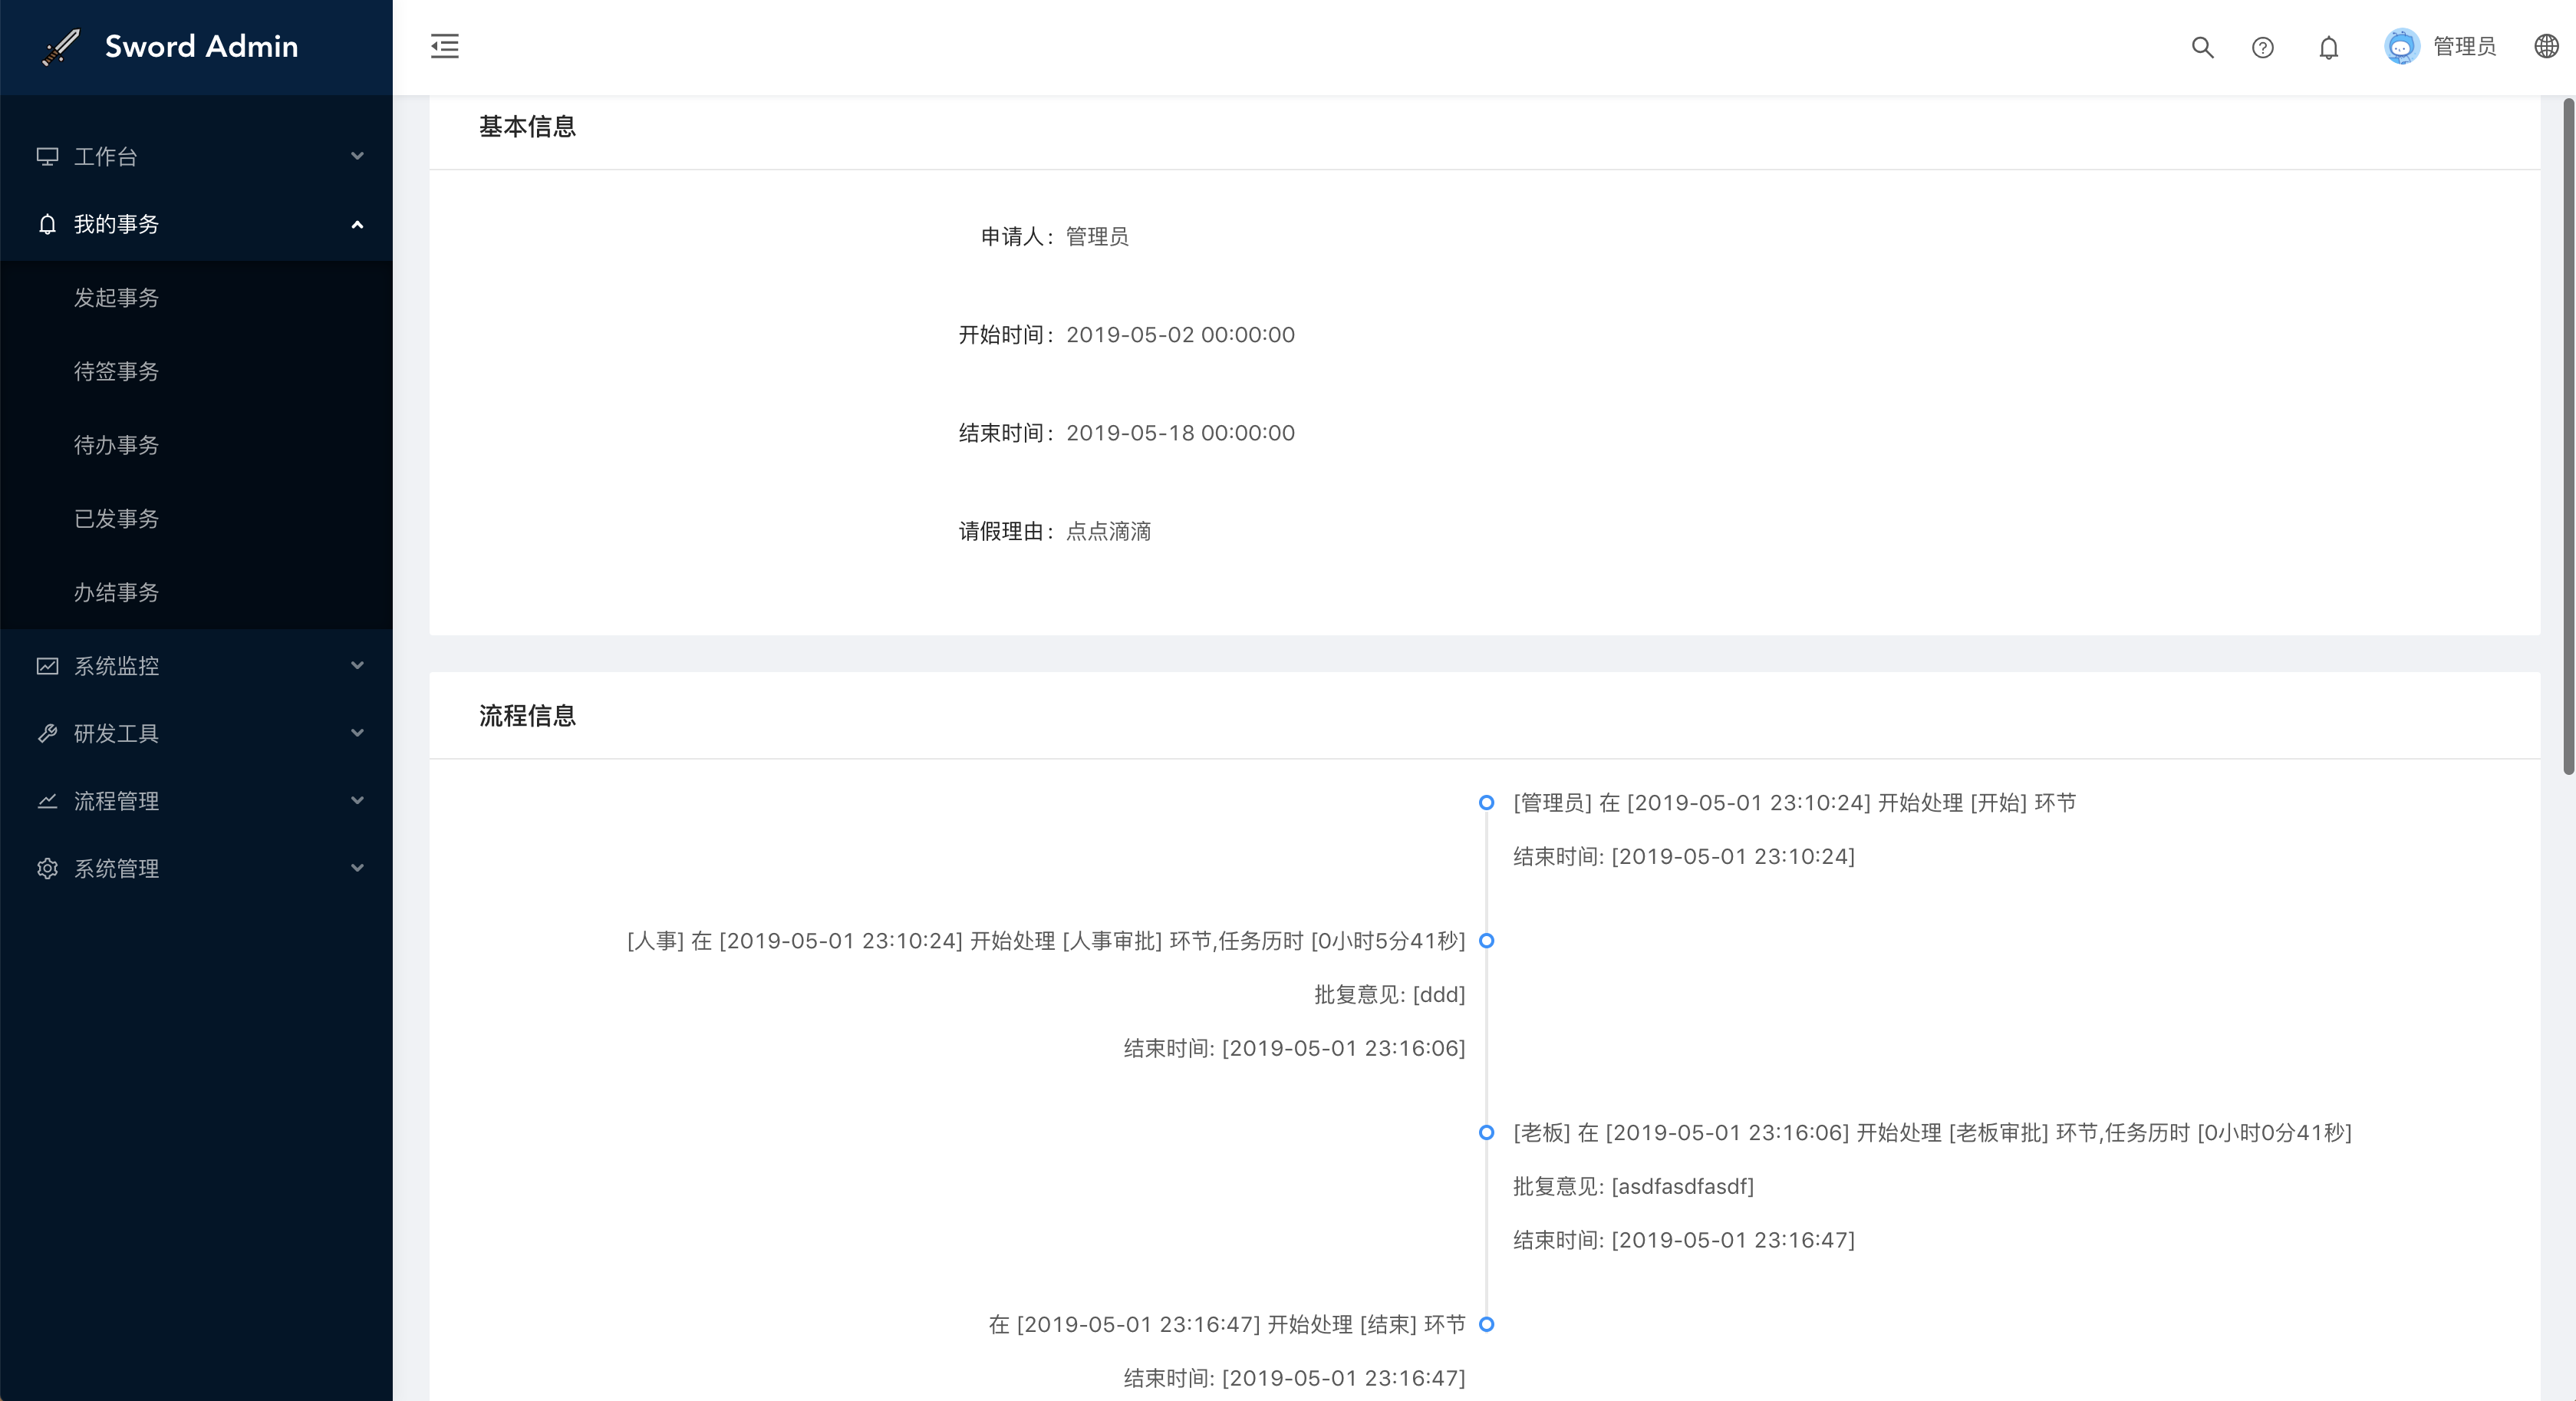 Sword Admin
管理员
工作台
我的事务
发起事务
待签事务
待办事务
已发事务
办结事务
系统监控
研发工具
流程管理
系统管理
基本信息
申请人： 管理员
开始时间： 2019-05-02 00:00:00
结束时间： 2019-05-18 00:00:00
请假理由： 点点滴滴
流程信息
[管理员] 在 [2019-05-01 23:10:24] 开始处理 [开始] 环节
结束时间: [2019-05-01 23:10:24]
[人事] 在 [2019-05-01 23:10:24] 开始处理 [人事审批] 环节,任务历时 [0小时5分41秒]
批复意见: [ddd]
结束时间: [2019-05-01 23:16:06]
[老板] 在 [2019-05-01 23:16:06] 开始处理 [老板审批] 环节,任务历时 [0小时0分41秒]
批复意见: [asdfasdfasdf]
结束时间: [2019-05-01 23:16:47]
在 [2019-05-01 23:16:47] 开始处理 [结束] 环节
结束时间: [2019-05-01 23:16:47]